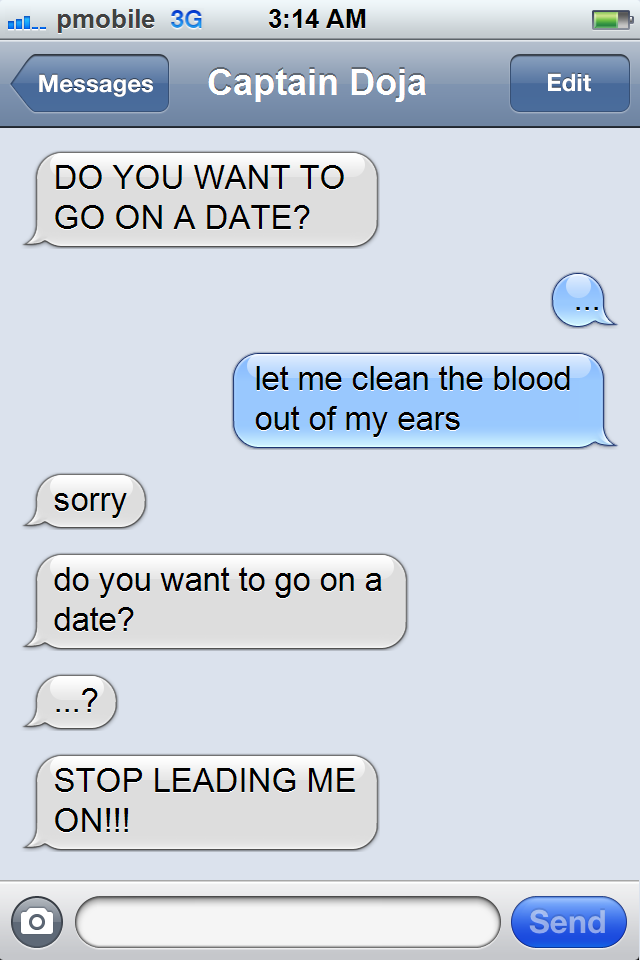 pmobile 3G 3:14 AM
Messages Captain Doja Edit
DO YOU WANT TO
GO ON A DATE?
...
let me clean the blood
out of my ears
sorry
do you want to go on a
date?
...?
STOP LEADING ME
ON!!!
Send